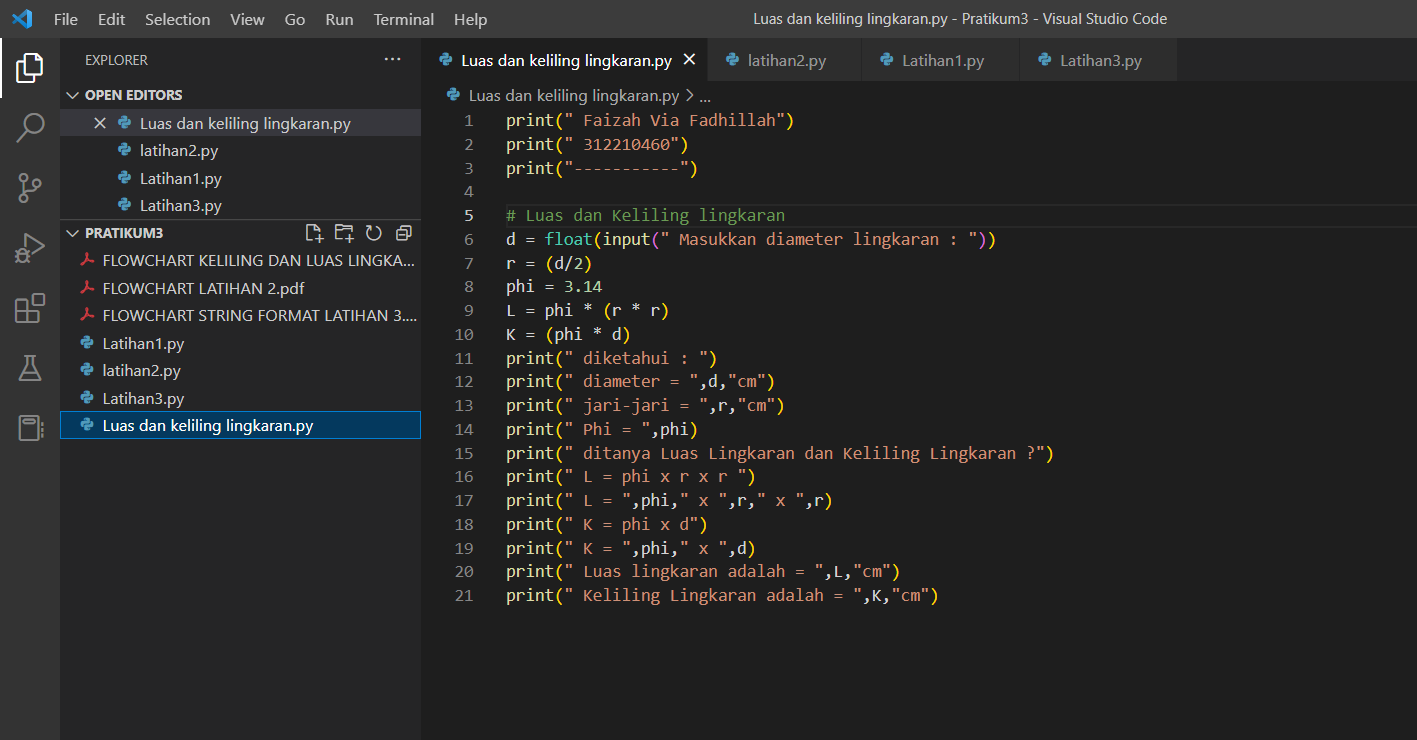 File Edit Selection View Go Run Terminal Help
Luas dan keliling lingkaran.py - Pratikum3 - Visual Studio Code
EXPLORER ...
OPEN EDITORS
Luas dan keliling lingkaran.py
latihan2.py
Latihan1.py
Latihan3.py
PRATIKUM3
FLOWCHART KELILING DAN LUAS LINGKA...
FLOWCHART LATIHAN 2.pdf
FLOWCHART STRING FORMAT LATIHAN 3....
Latihan1.py
latihan2.py
Latihan3.py
Luas dan keliling lingkaran.py
Luas dan keliling lingkaran.py latihan2.py Latihan1.py Latihan3.py
Luas dan keliling lingkaran.py > ...
1 print(" Faizah Via Fadhillah")
2 print(" 312210460")
3 print("-----------")
4
5 # Luas dan Keliling lingkaran
6 d = float(input(" Masukkan diameter lingkaran : "))
7 r = (d/2)
8 phi = 3.14
9 L = phi * (r * r)
10 K = (phi * d)
11 print(" diketahui : ")
12 print(" diameter = ",d,"cm")
13 print(" jari-jari = ",r,"cm")
14 print(" Phi = ",phi)
15 print(" ditanya Luas Lingkaran dan Keliling Lingkaran ?")
16 print(" L = phi x r x r ")
17 print(" L = ",phi," x ",r," x ",r)
18 print(" K = phi x d")
19 print(" K = ",phi," x ",d)
20 print(" Luas lingkaran adalah = ",L,"cm")
21 print(" Keliling Lingkaran adalah = ",K,"cm")